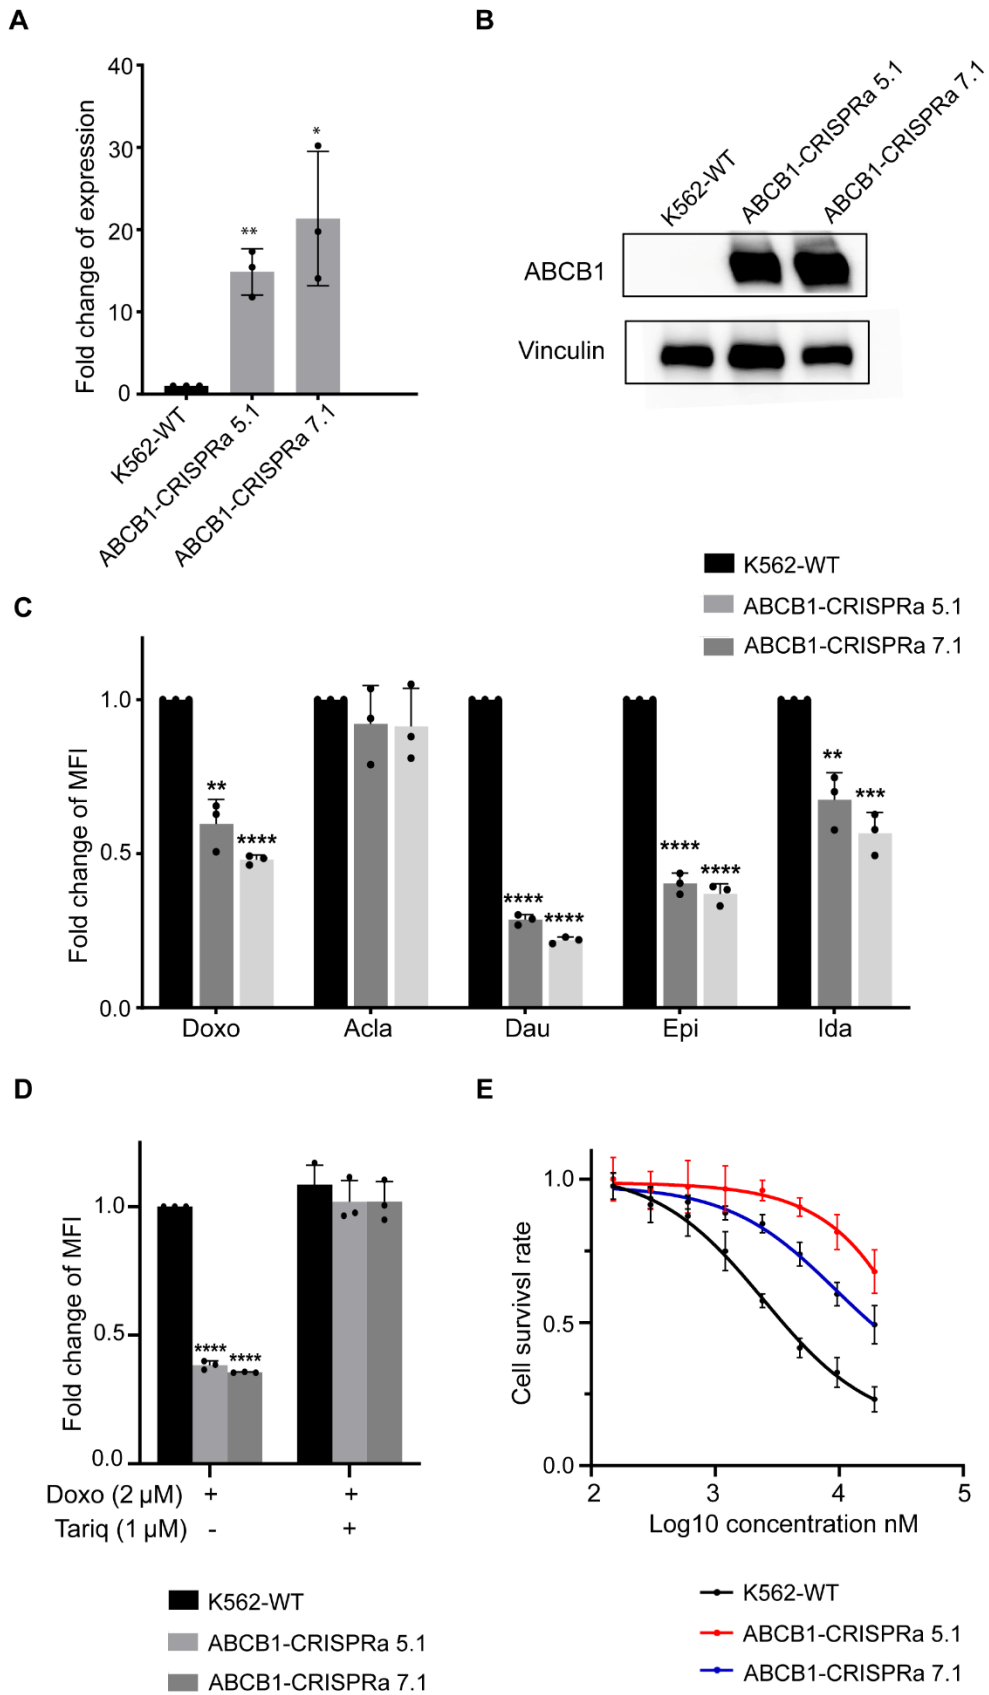 A
Fold change of expression
40
30
20
10
0
**
*
K562-WT
ABCB1-CRISPRa 5.1
ABCB1-CRISPRa 7.1
B
K562-WT
ABCB1-CRISPRa 5.1
ABCB1-CRISPRa 7.1
ABCB1
Vinculin
K562-WT
ABCB1-CRISPRa 5.1
ABCB1-CRISPRa 7.1
C
Fold change of MFI
1.0
0.5
0.0
** ****
**** ****
**** ****
** ***
Doxo Acla Dau Epi Ida
D
Fold change of MFI
1.0
0.5
0.0
**** ****
Doxo (2 µM) + +
Tariq (1 µM) - +
K562-WT
ABCB1-CRISPRa 5.1
ABCB1-CRISPRa 7.1
E
Cell survivsl rate
1.0
0.5
0.0
2 3 4 5
Log10 concentration nM
K562-WT
ABCB1-CRISPRa 5.1
ABCB1-CRISPRa 7.1